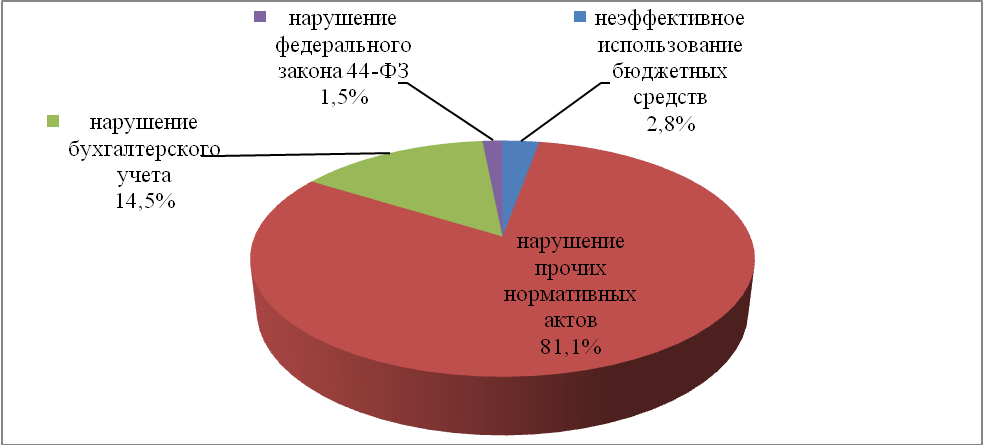 нарушение
федерального
закона 44-ФЗ
1,5%
неэффективное
использование
бюджетных
средств
2,8%
нарушение
бухгалтерского
учета
14,5%
нарушение
прочих
нормативных
актов
81,1%